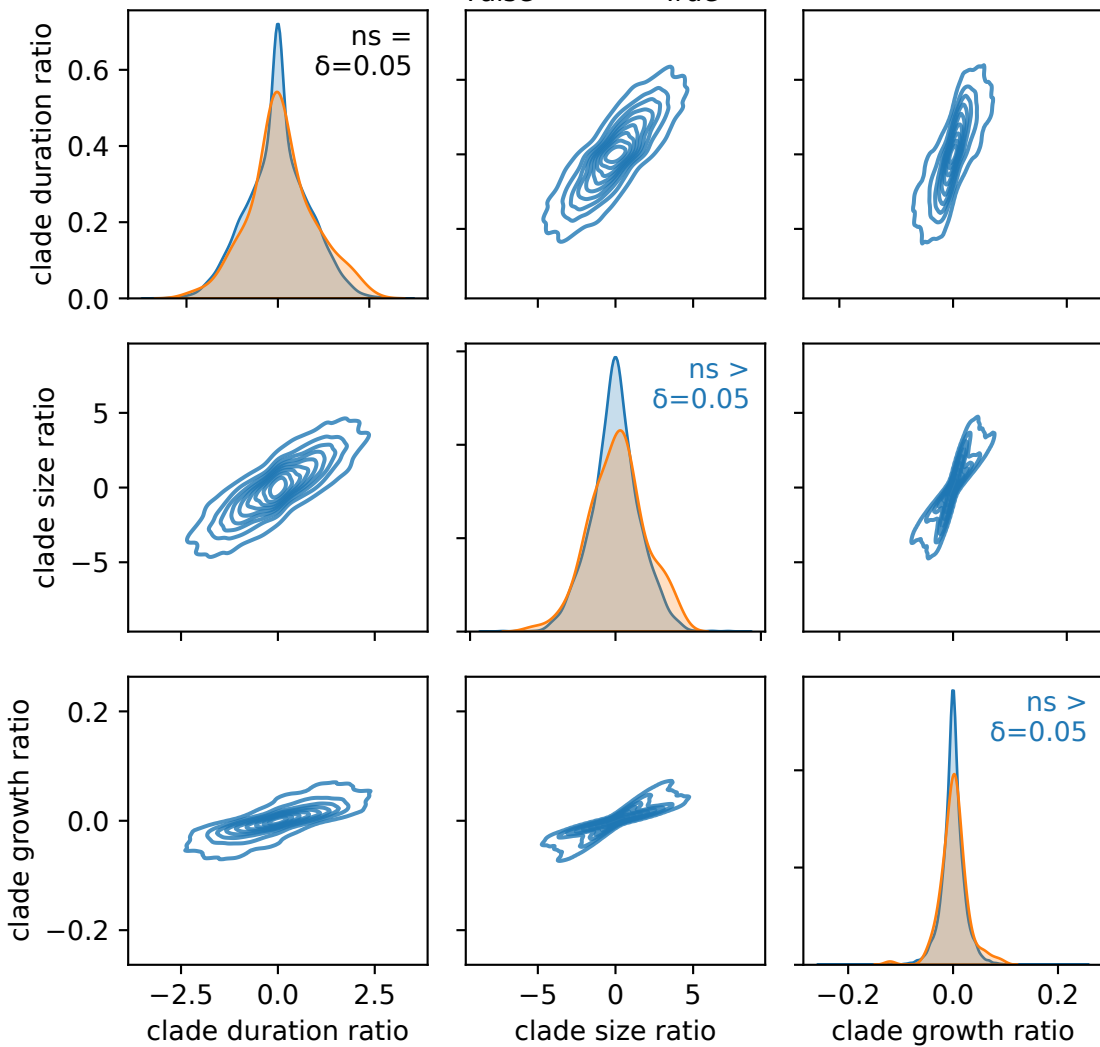 clade duration ratio
0.6
0.4
0.2
0.0
ns =
δ=0.05
clade size ratio
5
0
−5
ns >
δ=0.05
clade growth ratio
0.2
0.0
−0.2
ns >
δ=0.05
−2.5 0.0 2.5
clade duration ratio
−5 0 5
clade size ratio
−0.2 0.0 0.2
clade growth ratio